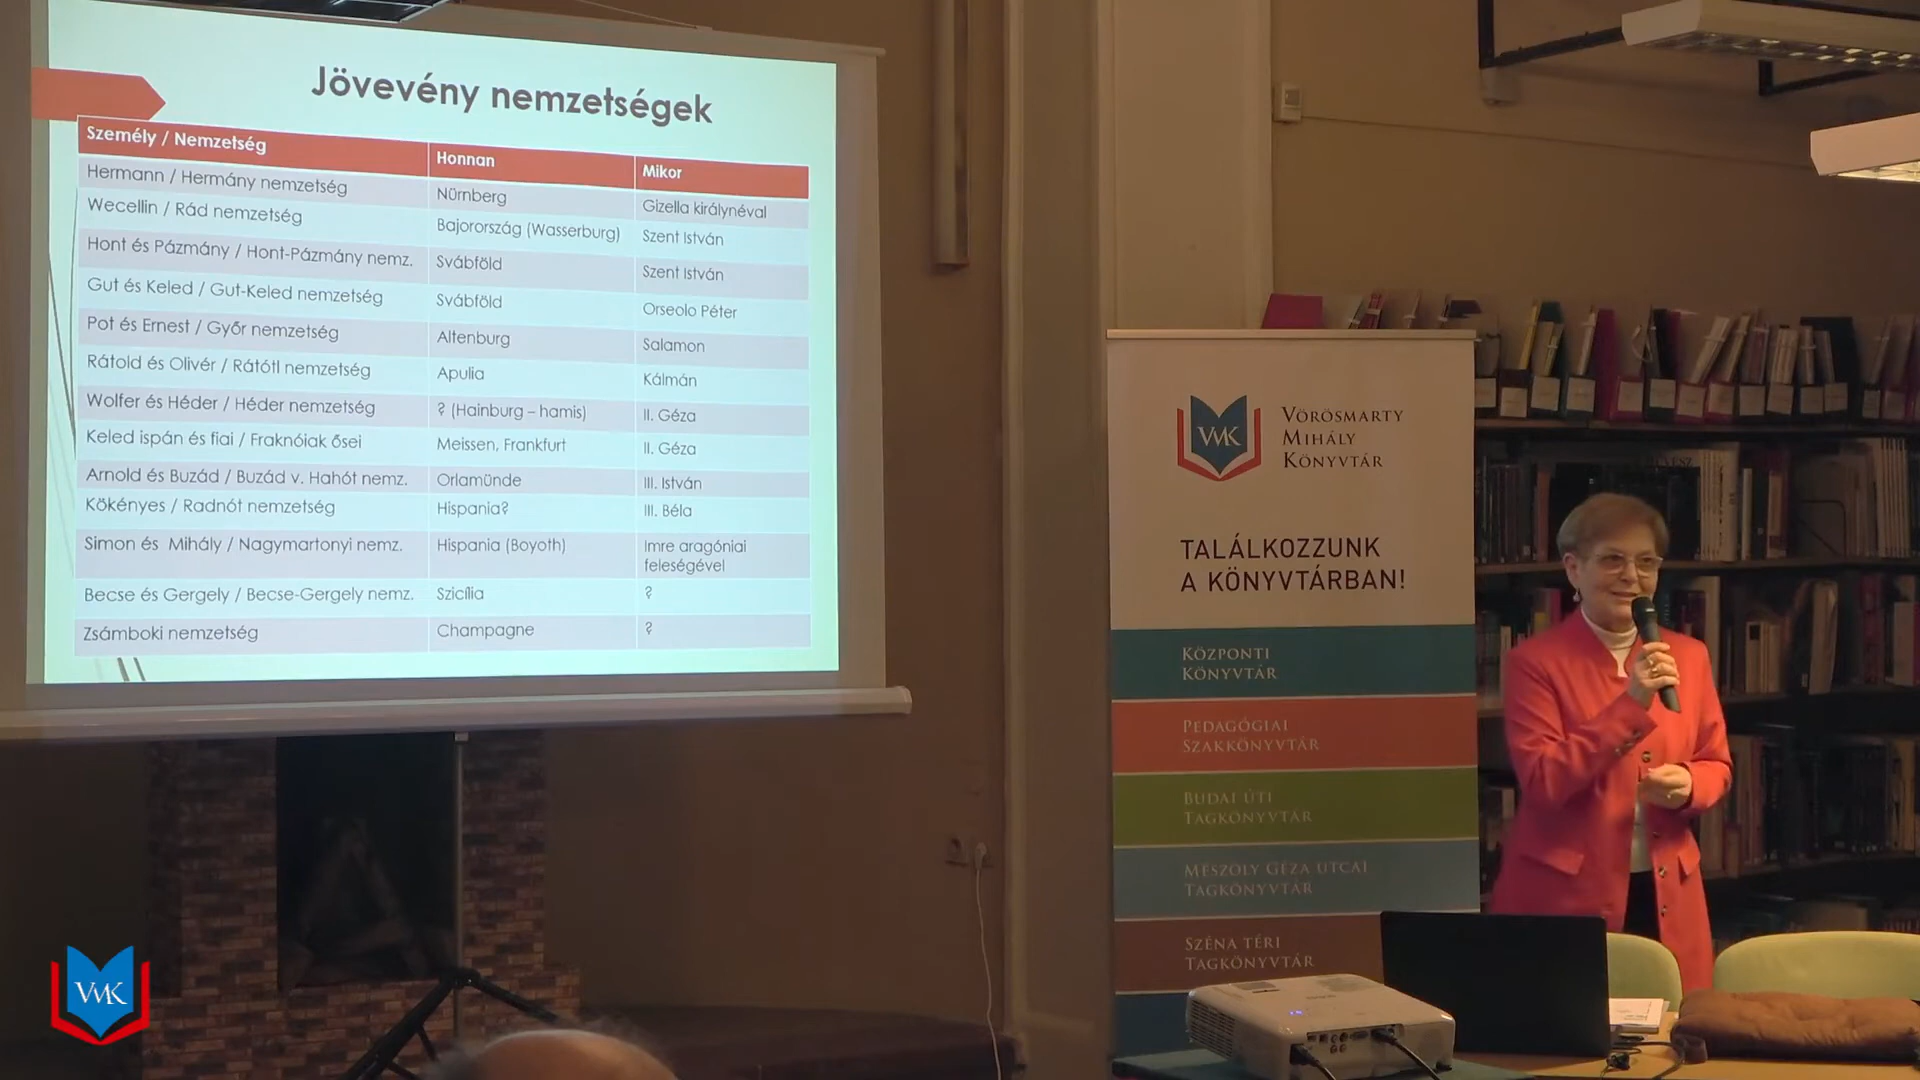 Jövevény nemzetségek
Személy / Nemzetség Honnan Mikor
Hermann / Hermány nemzetség Nürnberg Gizella királynéval
Wecellin / Rád nemzetség Bajorország (Wasserburg) Szent István
Hont és Pázmány / Hont-Pázmány nemz. Svábföld Szent István
Gut és Keled / Gut-Keled nemzetség Svábföld Orseolo Péter
Pot és Ernest / Győr nemzetség Altenburg Salamon
Rátold és Olivér / Rátótl nemzetség Apulia Kálmán
Wolfer és Héder / Héder nemzetség ? (Hainburg – hamis) II. Géza
Keled ispán és fiai / Fraknóiak ősei Meissen, Frankfurt II. Géza
Arnold és Buzád / Buzád v. Hahót nemz. Orlamünde III. István
Kökényes / Radnót nemzetség Hispania? III. Béla
Simon és Mihály / Nagymartonyi nemz. Hispania (Boyoth) Imre aragóniai
feleségével
Becse és Gergely / Becse-Gergely nemz. Szicília ?
Zsámboki nemzetség Champagne ?
VMK
Vörösmarty
Mihály
Könyvtár
TALÁLKOZZUNK
A KÖNYVTÁRBAN!
Központi
Könyvtár
Pedagógiai
Szakkönyvtár
Budai úti
Tagkönyvtár
Mészöly Géza utcai
Tagkönyvtár
Széna téri
Tagkönyvtár
VMK